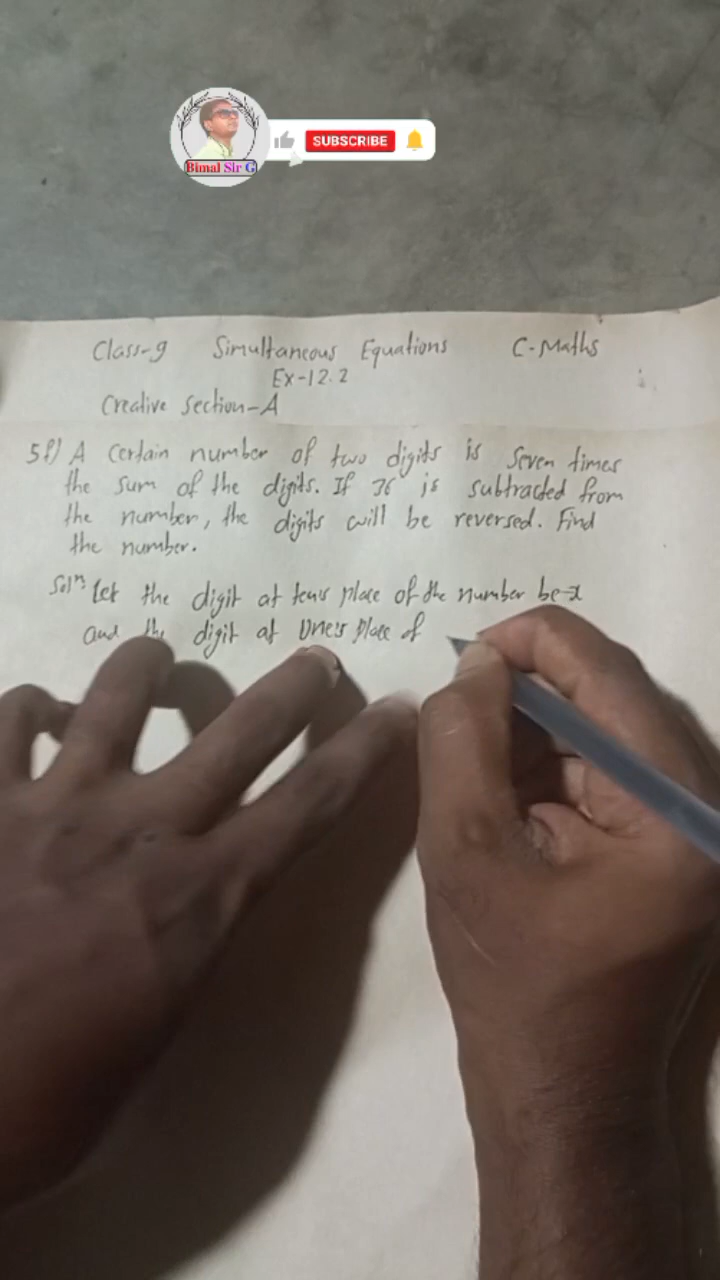 Bimal Sir G
SUBSCRIBE
Class-9 Simultaneous Equations C-Maths
Ex-12.2
Creative Section-A
5f) A Certain number of two digits is Seven times
the sum of the digits. If 36 is subtracted from
the number, the digits will be reversed. Find
the number.
Solⁿ: Let the digit at ten's place of the number be x
and the digit at One's place of